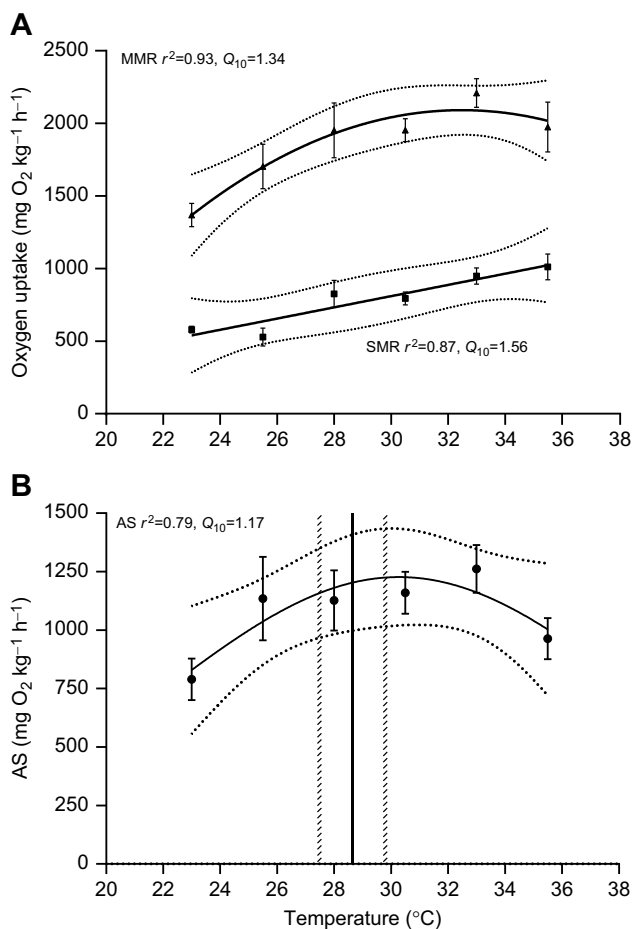 A
MMR r²=0.93, Q₁₀=1.34
2500
2000
1500
1000
500
0
Oxygen uptake (mg O₂ kg⁻¹ h⁻¹)
SMR r²=0.87, Q₁₀=1.56
20 22 24 26 28 30 32 34 36 38
B
AS r²=0.79, Q₁₀=1.17
1500
1250
1000
750
500
250
0
AS (mg O₂ kg⁻¹ h⁻¹)
20 22 24 26 28 30 32 34 36 38
Temperature (°C)